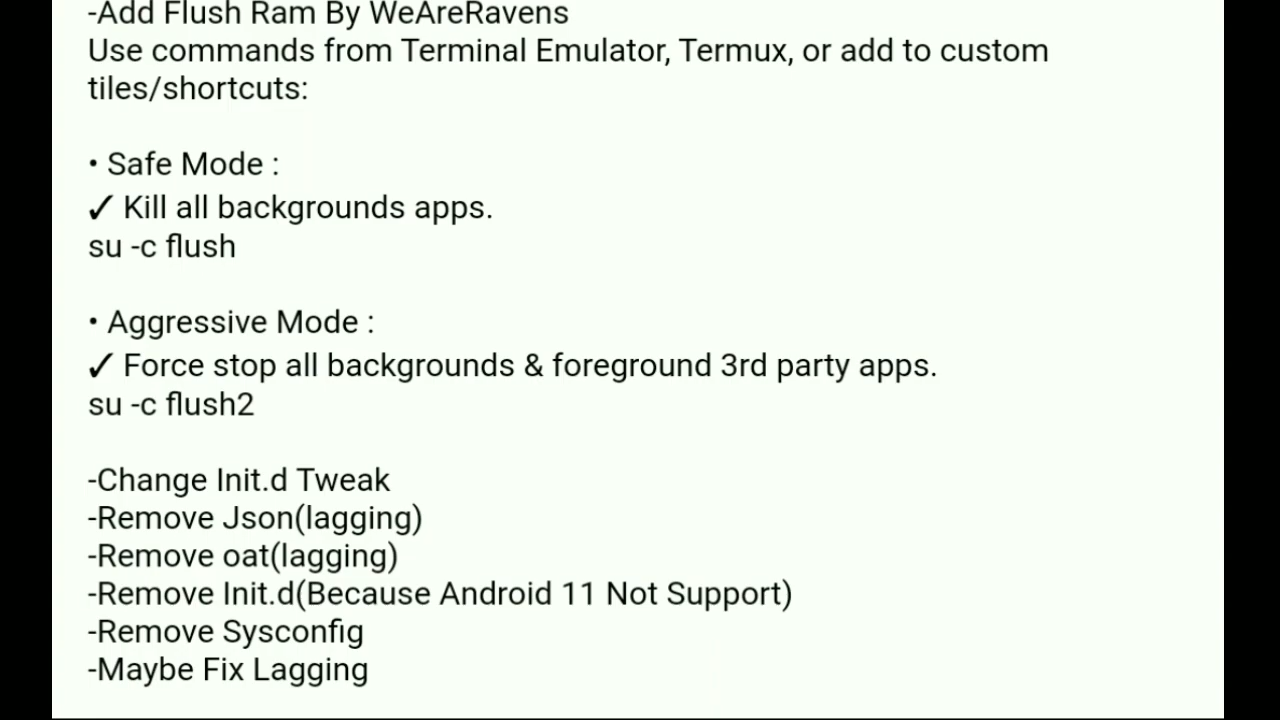 -Add Flush Ram By WeAreRavens
Use commands from Terminal Emulator, Termux, or add to custom
tiles/shortcuts:
• Safe Mode :
✓ Kill all backgrounds apps.
su -c flush
• Aggressive Mode :
✓ Force stop all backgrounds & foreground 3rd party apps.
su -c flush2
-Change Init.d Tweak
-Remove Json(lagging)
-Remove oat(lagging)
-Remove Init.d(Because Android 11 Not Support)
-Remove Sysconfig
-Maybe Fix Lagging